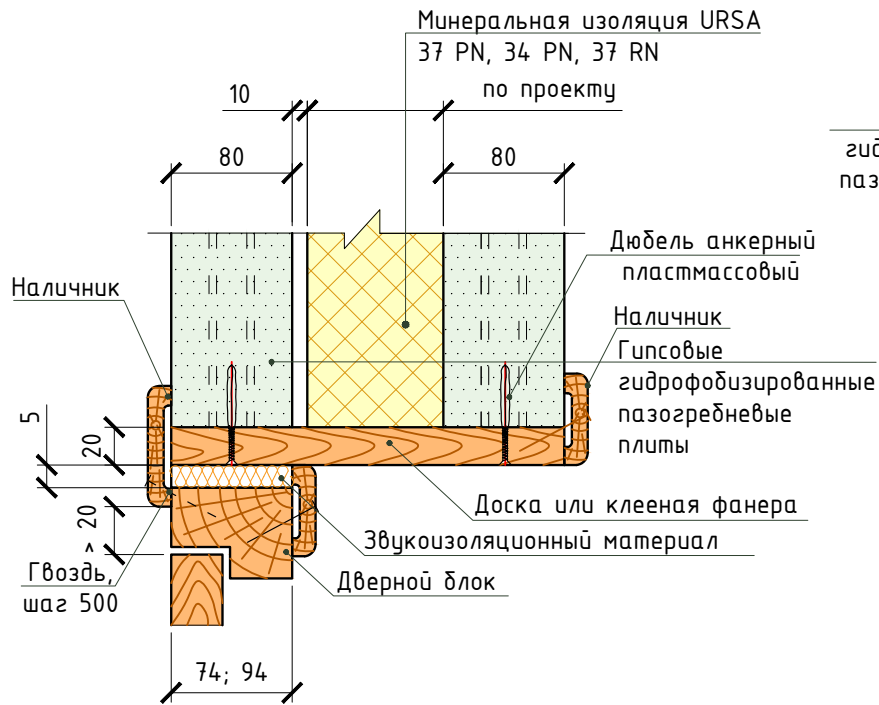 Минеральная изоляция URSA
37 PN, 34 PN, 37 RN
по проекту
10
80
80
Дюбель анкерный
пластмассовый
Наличник
Наличник
Гипсовые
гидрофобизированные
пазогребневые
плиты
5
20
> 20
Доска или клееная фанера
Звукоизоляционный материал
Гвоздь,
шаг 500
Дверной блок
74; 94
гид
паз